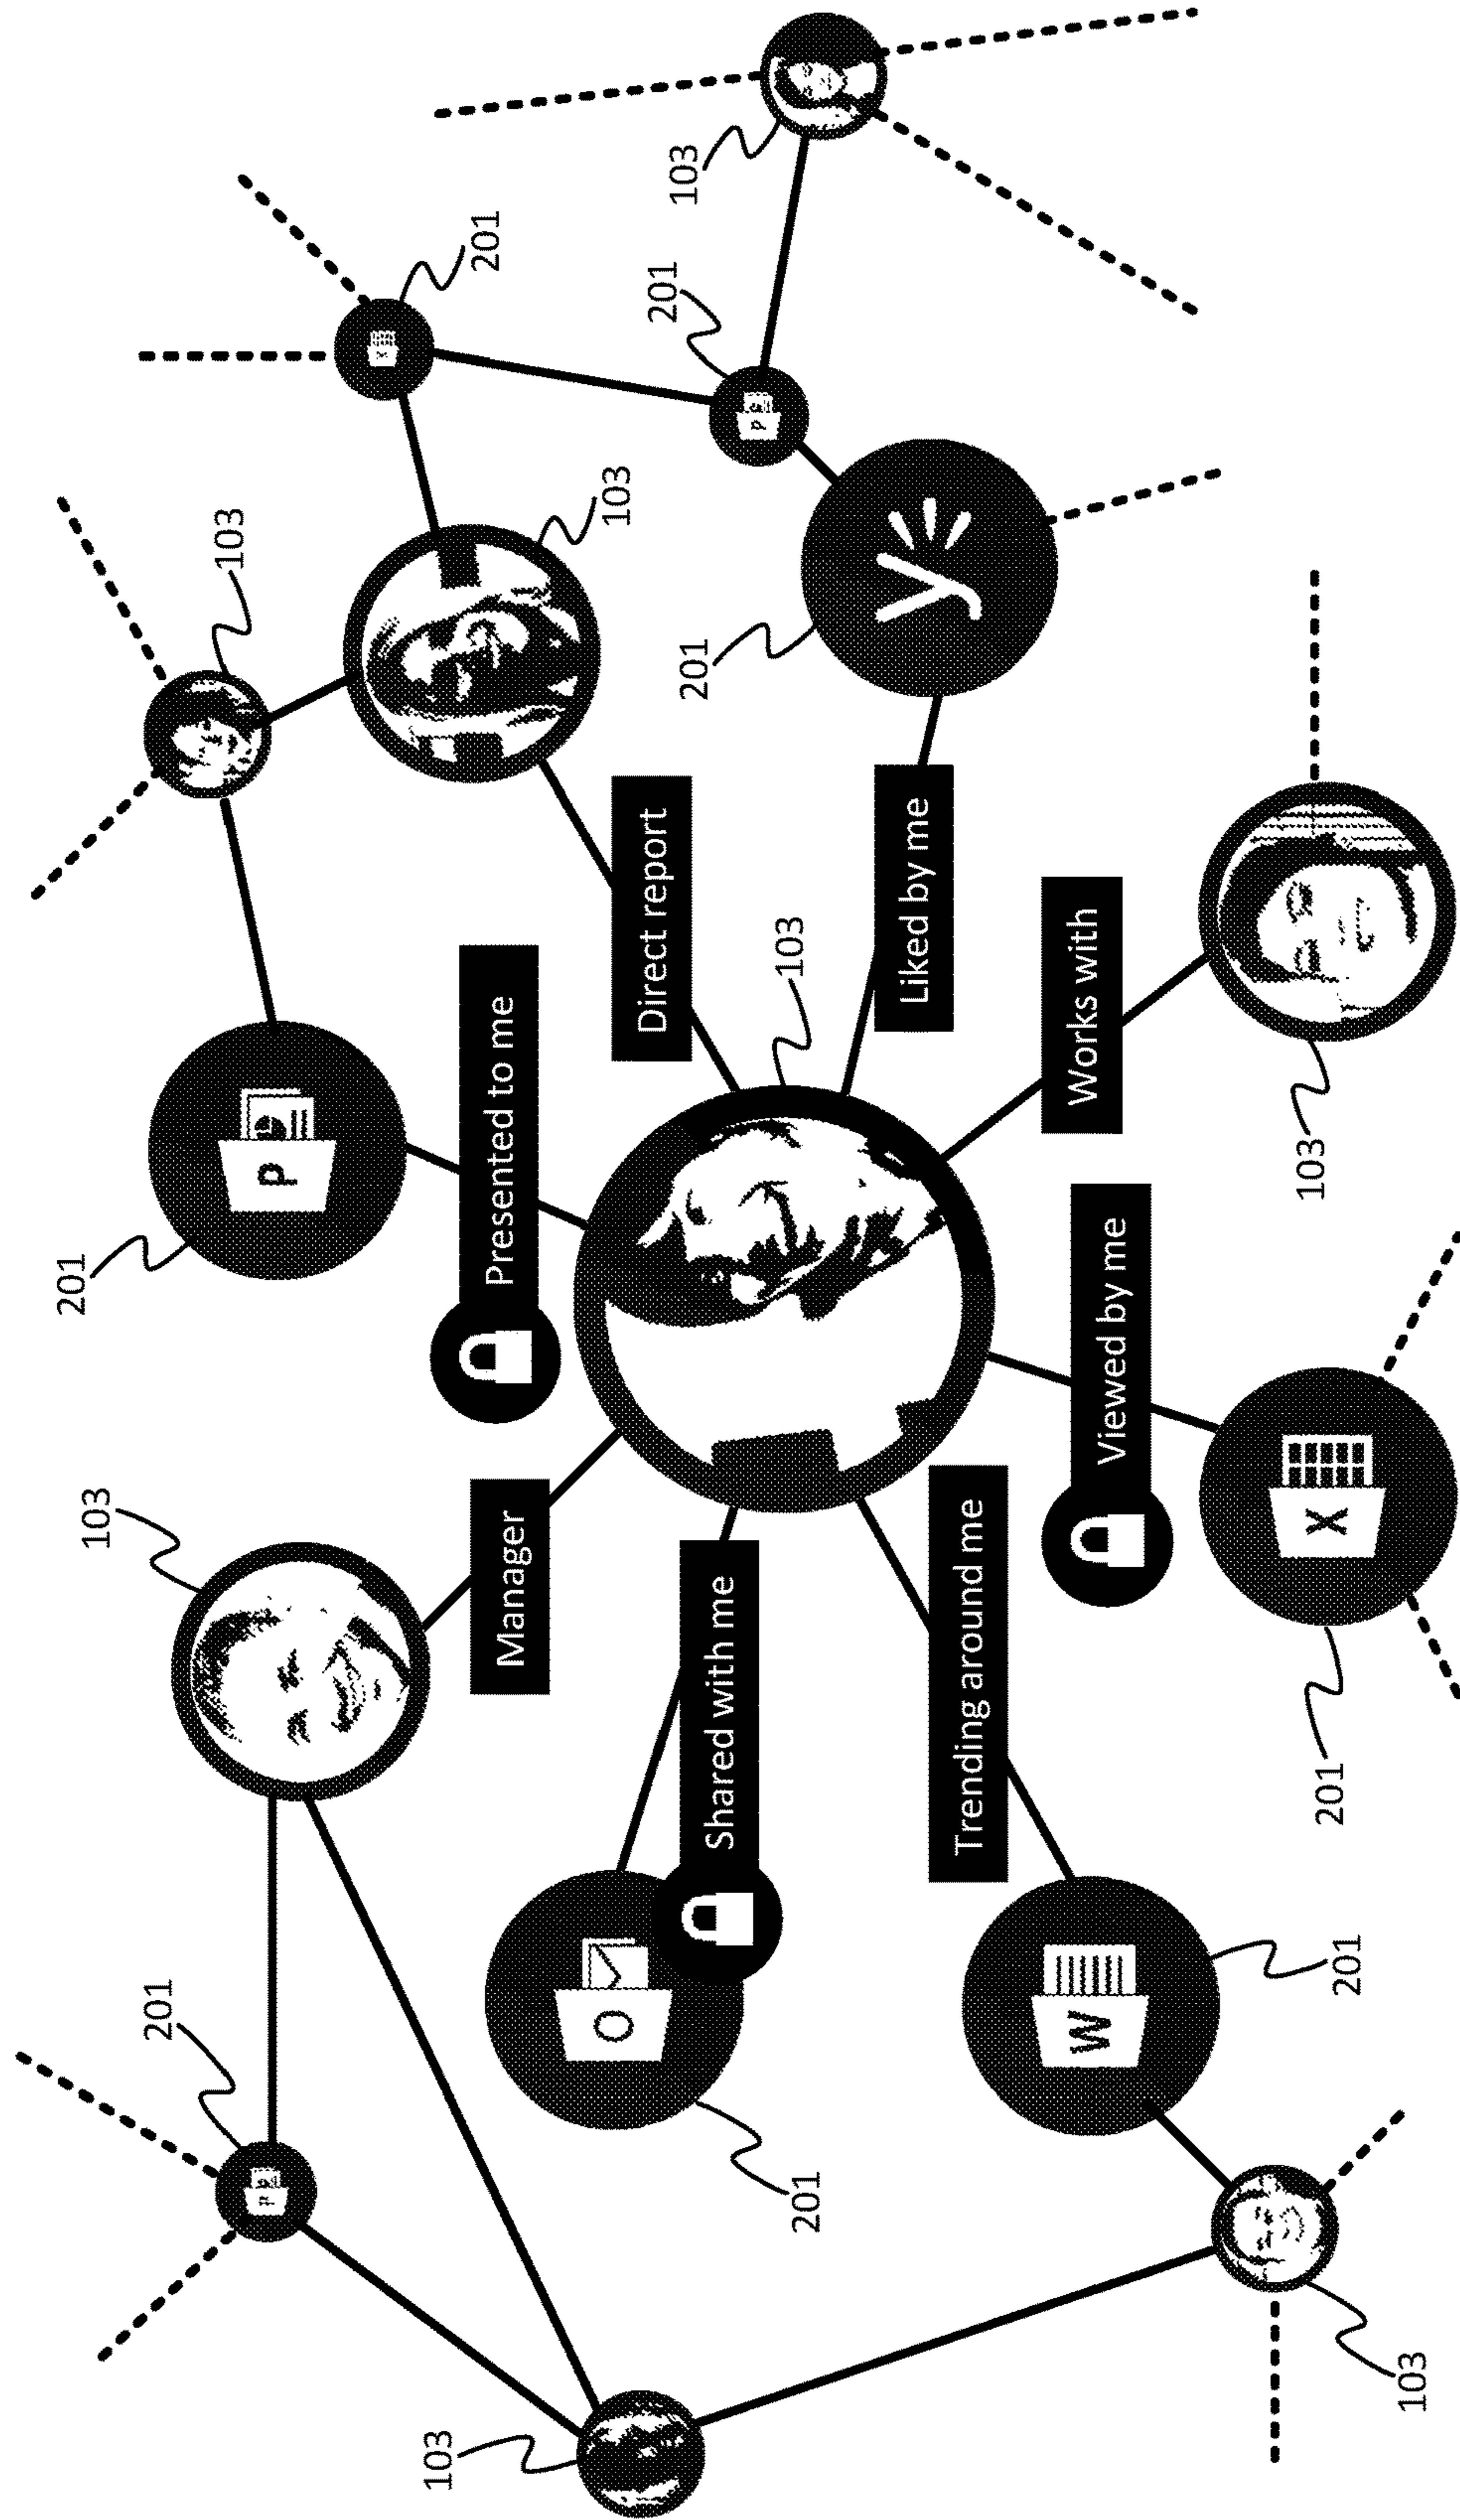 201
103
201
103
P
P
X
103
201
Presented to me
Manager
103
O
Direct report
201
103
201
Shared with me
P
103
201
Liked by me
y
Trending around me
Works with
W
Viewed by me
103
201
X
201
103